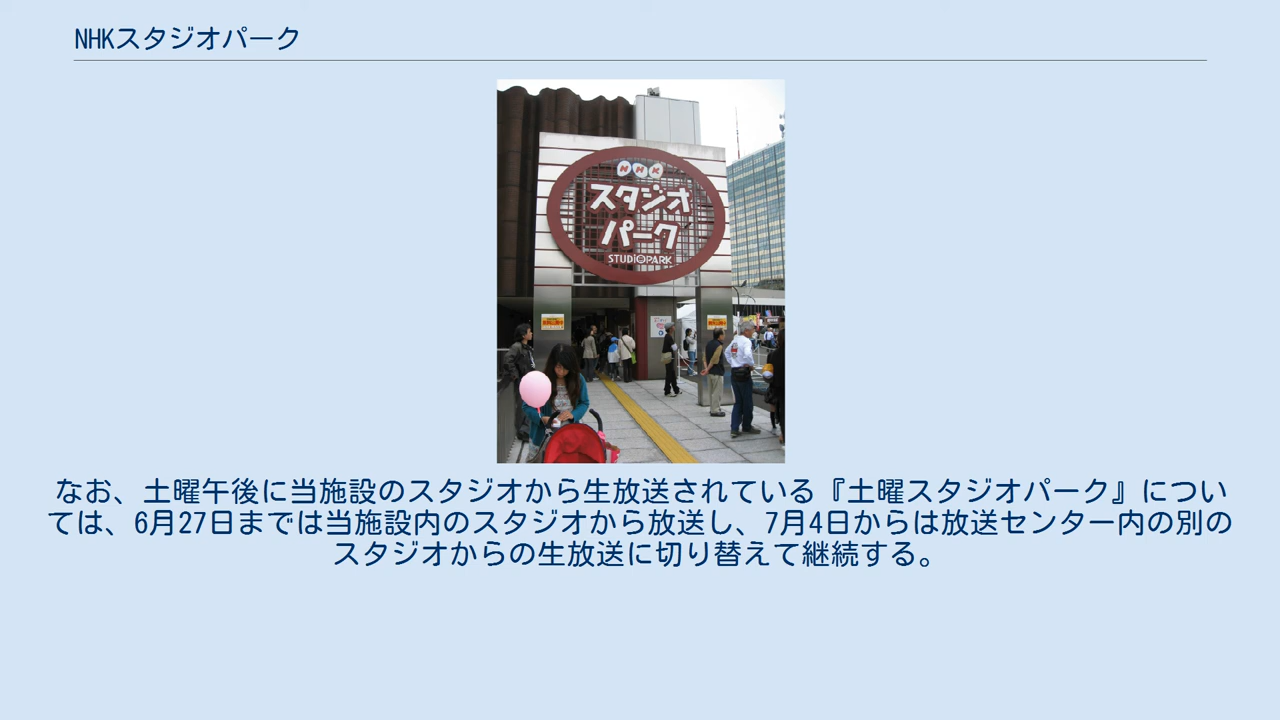 NHKスタジオパーク
NHK
スタジオ
パーク
STUDiOPARK
なお、土曜午後に当施設のスタジオから生放送されている『土曜スタジオパーク』につい
ては、6月27日までは当施設内のスタジオから放送し、7月4日からは放送センター内の別の
スタジオからの生放送に切り替えて継続する。